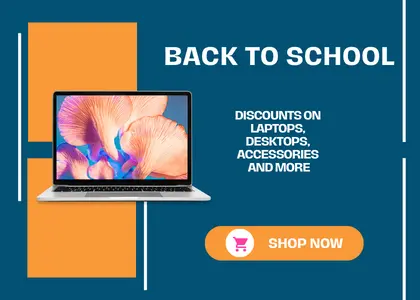 BACK TO SCHOOL
DISCOUNTS ON
LAPTOPS,
DESKTOPS,
ACCESSORIES
AND MORE
SHOP NOW